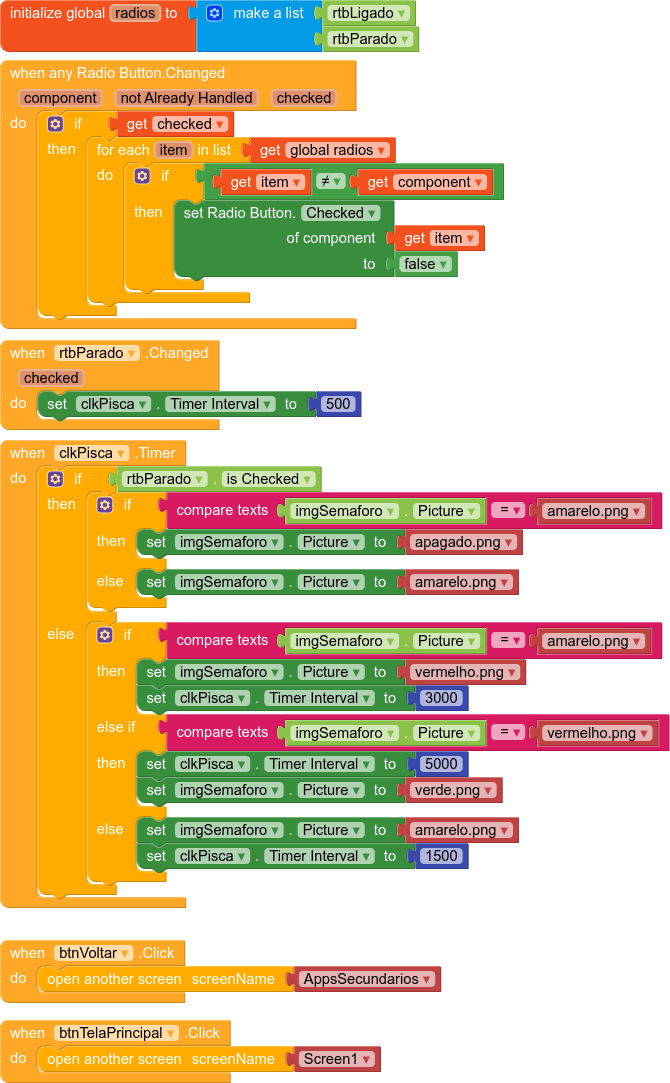 initialize global radios to make a list rtbLigado
rtbParado
when any Radio Button.Changed
component not Already Handled checked
do if get checked
then for each item in list get global radios
do if get item ≠ get component
then set Radio Button. Checked
of component get item
to false
when rtbParado .Changed
checked
do set clkPisca . Timer Interval to 500
when clkPisca .Timer
do if rtbParado . is Checked
then if compare texts imgSemaforo . Picture = amarelo.png
then set imgSemaforo . Picture to apagado.png
else set imgSemaforo . Picture to amarelo.png
else if compare texts imgSemaforo . Picture = amarelo.png
then set imgSemaforo . Picture to vermelho.png
set clkPisca . Timer Interval to 3000
else if compare texts imgSemaforo . Picture = vermelho.png
then set clkPisca . Timer Interval to 5000
set imgSemaforo . Picture to verde.png
else set imgSemaforo . Picture to amarelo.png
set clkPisca . Timer Interval to 1500
when btnVoltar .Click
do open another screen screenName AppsSecundarios
when btnTelaPrincipal .Click
do open another screen screenName Screen1